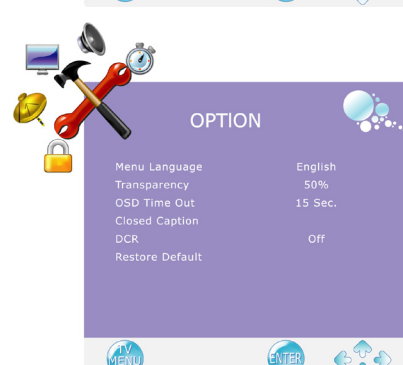 OPTION
Menu Language English
Transparency 50%
OSD Time Out 15 Sec.
Closed Caption
DCR Off
Restore Default
TV
MENU
ENTER